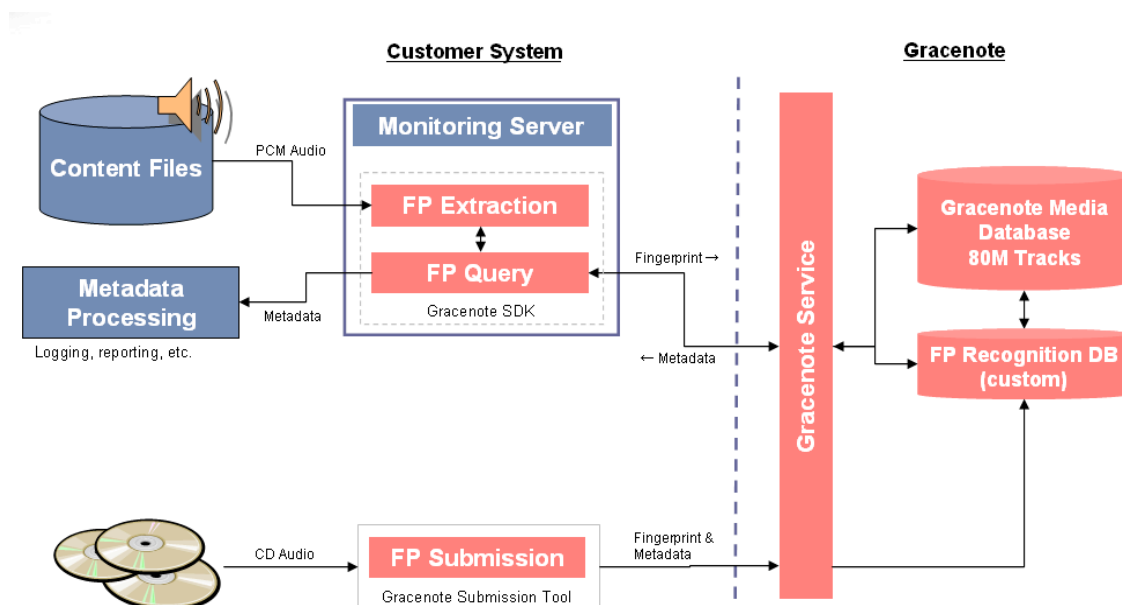 Customer System
Gracenote
Content Files
PCM Audio
Monitoring Server
FP Extraction
FP Query
Gracenote SDK
Metadata
Metadata
Processing
Logging, reporting, etc.
Fingerprint →
← Metadata
Gracenote Service
Gracenote Media
Database
80M Tracks
FP Recognition DB
(custom)
CD Audio
FP Submission
Gracenote Submission Tool
Fingerprint &
Metadata